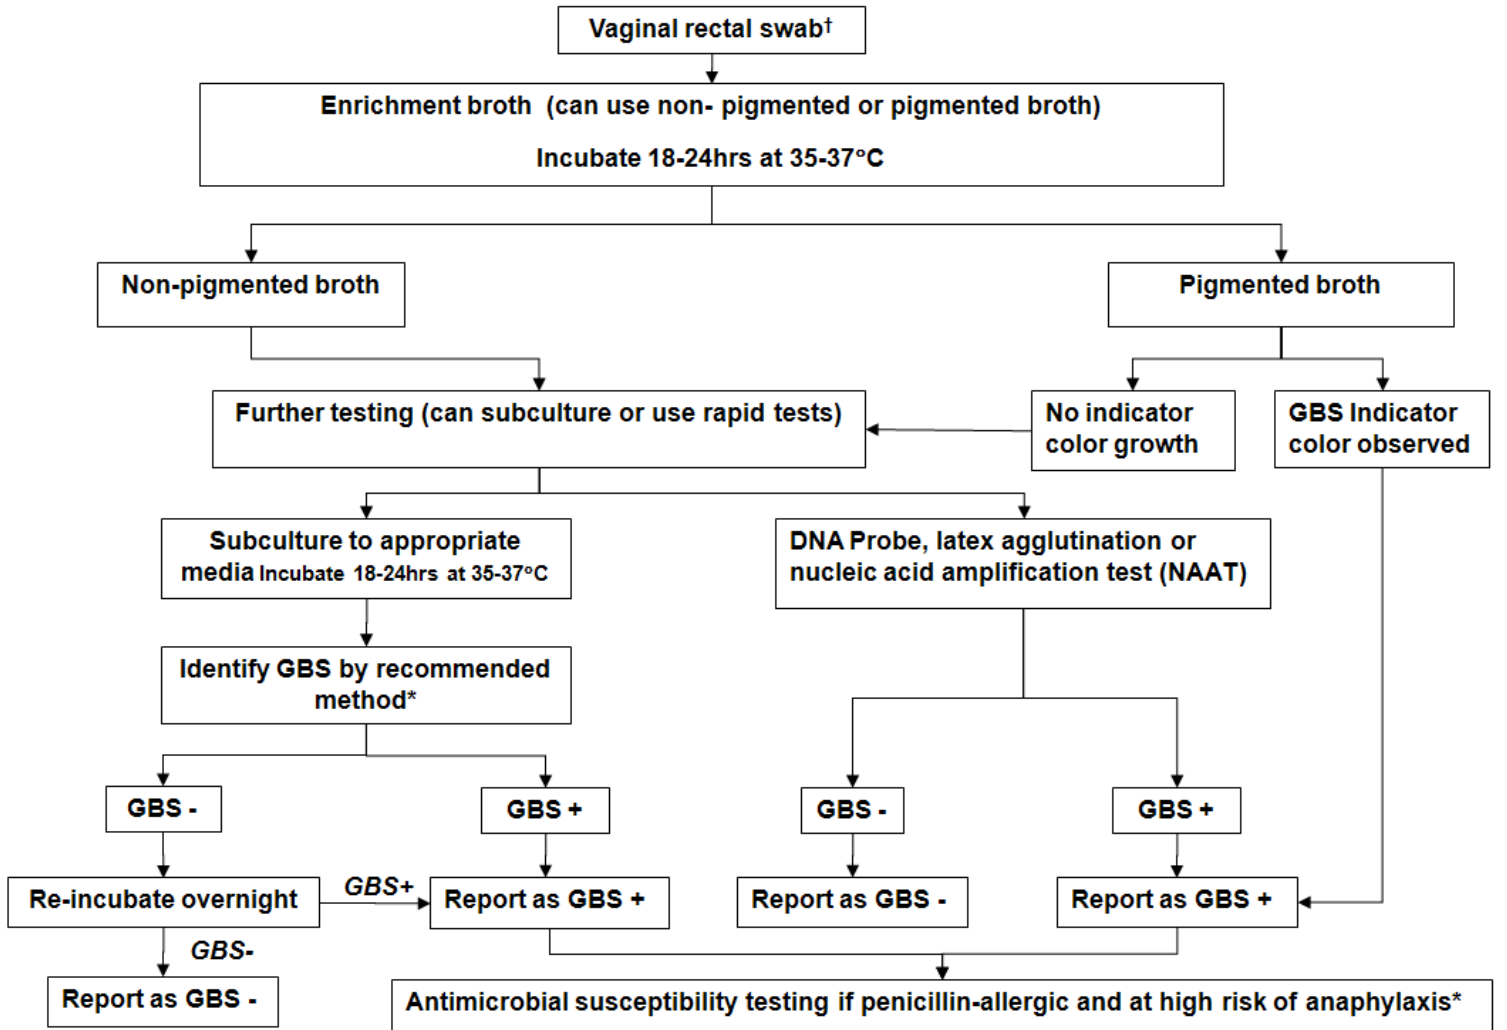 Vaginal rectal swab†
Enrichment broth (can use non- pigmented or pigmented broth)
Incubate 18-24hrs at 35-37°C
Non-pigmented broth
Pigmented broth
Further testing (can subculture or use rapid tests)
No indicator
color growth
GBS Indicator
color observed
Subculture to appropriate
media Incubate 18-24hrs at 35-37°C
DNA Probe, latex agglutination or
nucleic acid amplification test (NAAT)
Identify GBS by recommended
method*
GBS -
GBS +
GBS -
GBS +
Re-incubate overnight
GBS+
Report as GBS +
Report as GBS -
Report as GBS +
GBS-
Report as GBS -
Antimicrobial susceptibility testing if penicillin-allergic and at high risk of anaphylaxis*